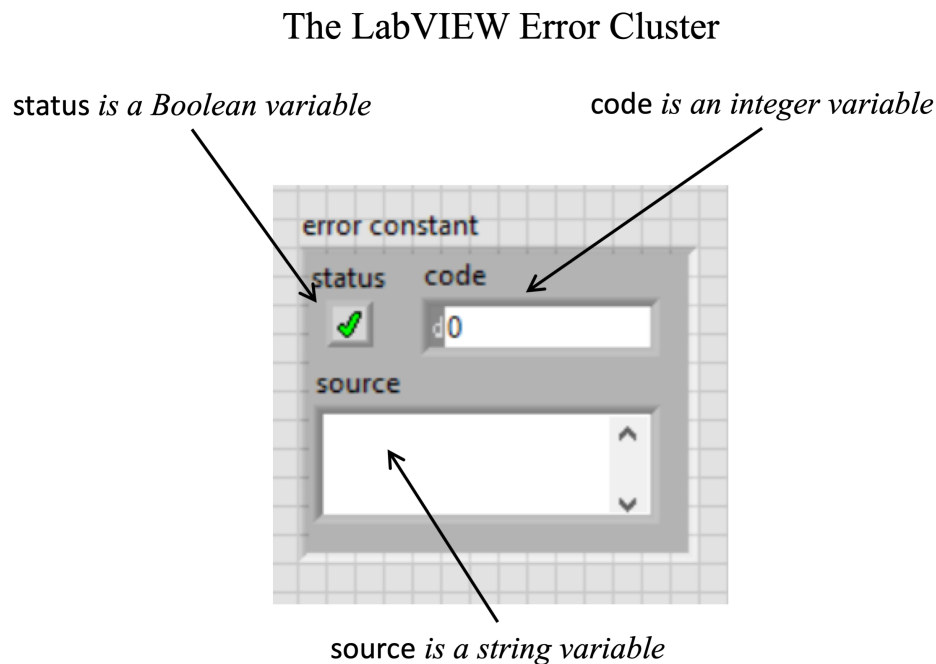 The LabVIEW Error Cluster
status is a Boolean variable
code is an integer variable
error constant
status
code
d 0
source
source is a string variable